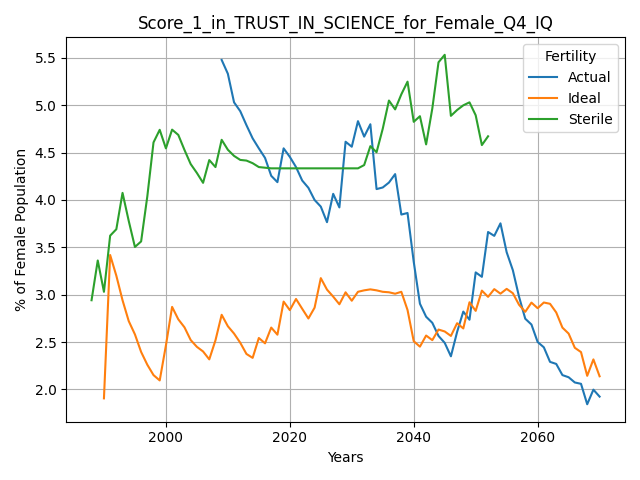 Score_1_in_TRUST_IN_SCIENCE_for_Female_Q4_IQ
Fertility
Actual
Ideal
Sterile
% of Female Population
5.5
5.0
4.5
4.0
3.5
3.0
2.5
2.0
2000
2020
2040
2060
Years